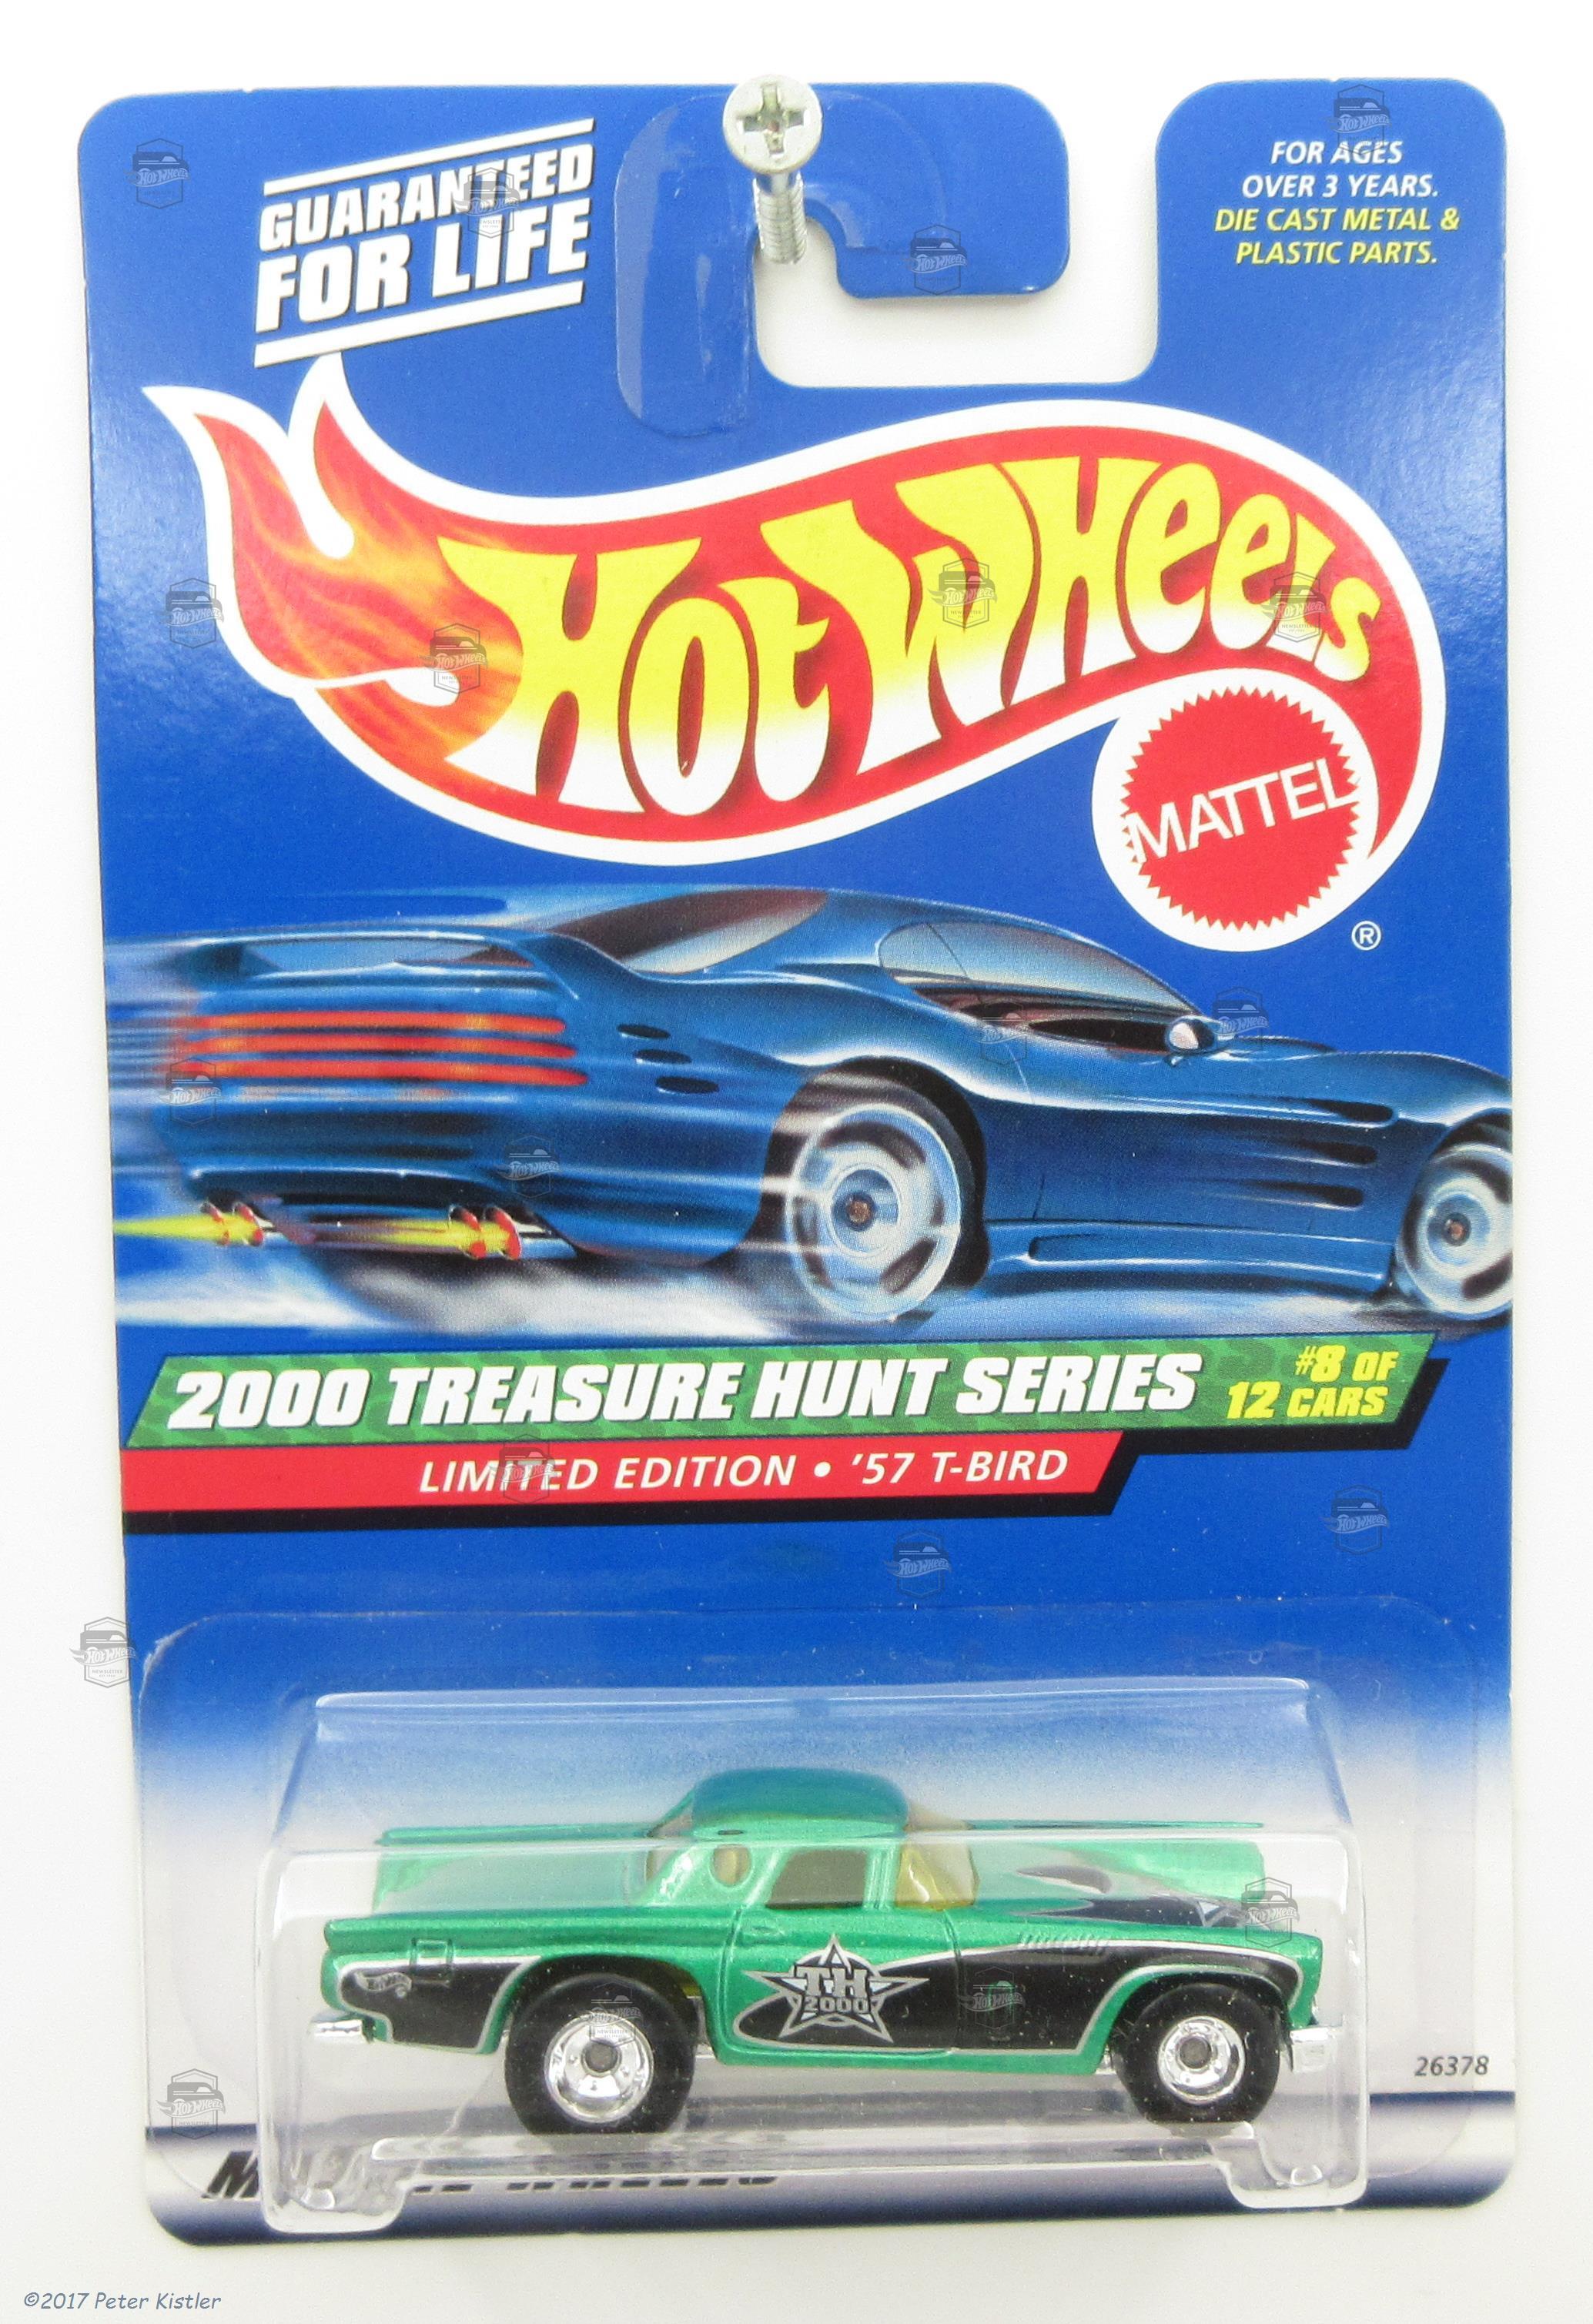 GUARANTEED
FOR LIFE
FOR AGES
OVER 3 YEARS.
DIE CAST METAL &
PLASTIC PARTS.
Hot Wheels
MATTEL
®
2000 TREASURE HUNT SERIES
#8 OF
12 CARS
LIMITED EDITION • '57 T-BIRD
TH
2000
26378
©2017 Peter Kistler